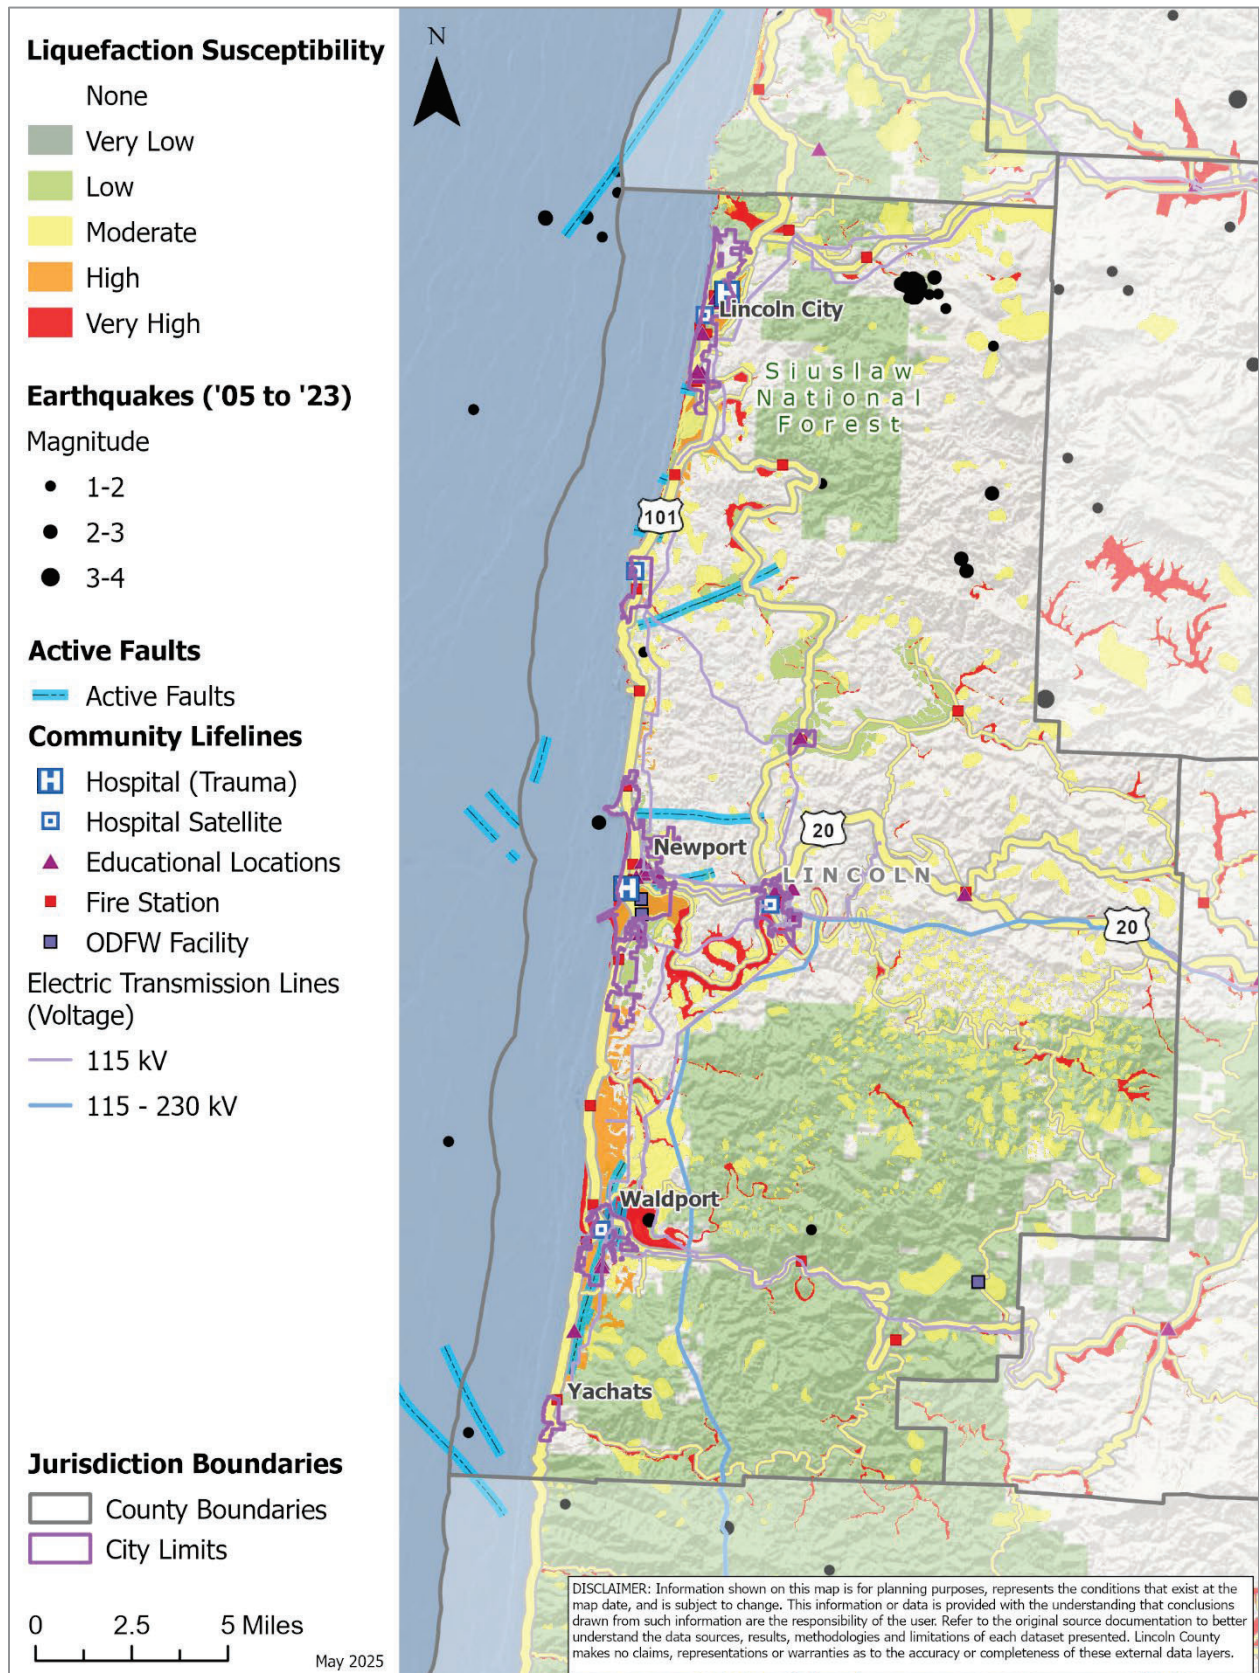 Liquefaction Susceptibility
None
Very Low
Low
Moderate
High
Very High
Earthquakes ('05 to '23)
Magnitude
1-2
2-3
3-4
Active Faults
Active Faults
Community Lifelines
Hospital (Trauma)
Hospital Satellite
Educational Locations
Fire Station
ODFW Facility
Electric Transmission Lines
(Voltage)
115 kV
115 - 230 kV
Jurisdiction Boundaries
County Boundaries
City Limits
0 2.5 5 Miles
May 2025
N
H
Lincoln City
Siuslaw
National
Forest
101
20
Newport
LINCOLN
H
20
Waldport
Yachats
DISCLAIMER: Information shown on this map is for planning purposes, represents the conditions that exist at the
map date, and is subject to change. This information or data is provided with the understanding that conclusions
drawn from such information are the responsibility of the user. Refer to the original source documentation to better
understand the data sources, results, methodologies and limitations of each dataset presented. Lincoln County
makes no claims, representations or warranties as to the accuracy or completeness of these external data layers.